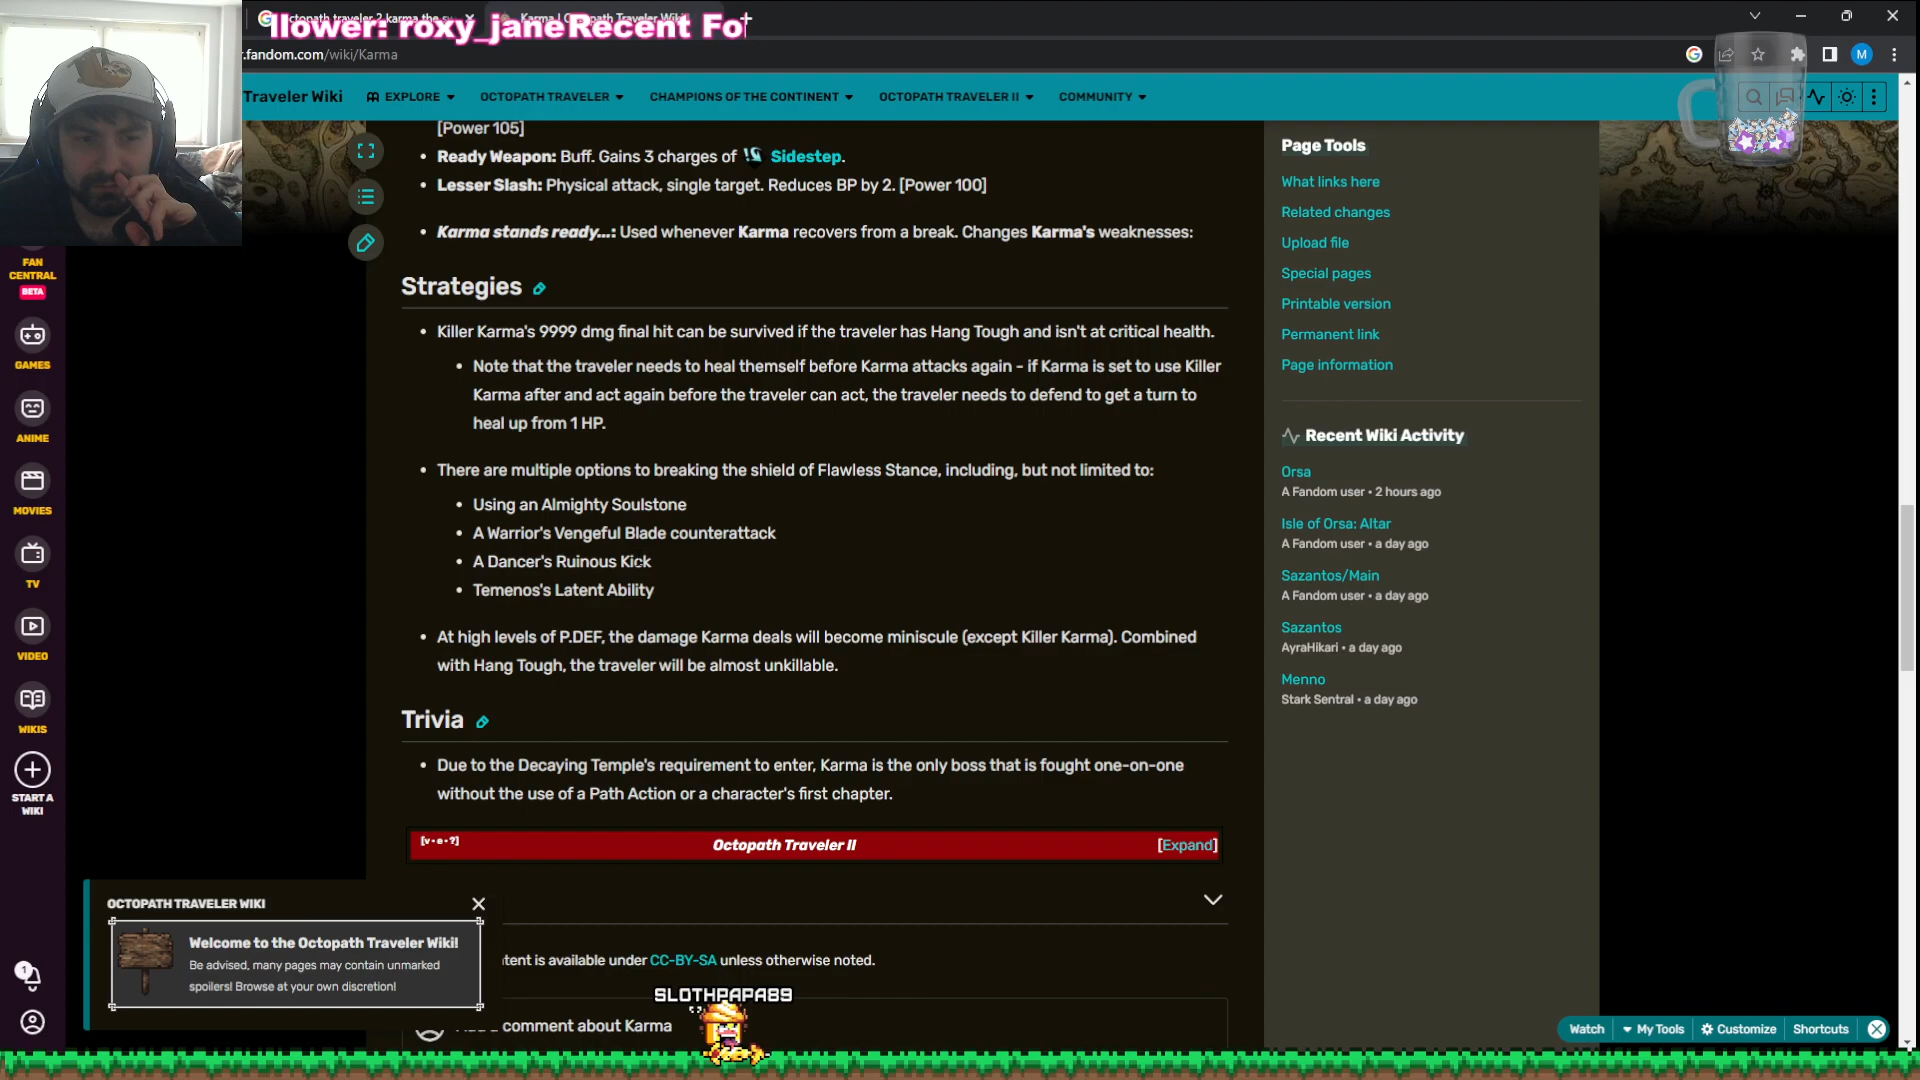 octopath traveler 2 karma the sw
Karma | Octopath Traveler Wiki
llower: roxy_janeRecent Fo
.fandom.com/wiki/Karma
M
Traveler Wiki
EXPLORE
OCTOPATH TRAVELER
CHAMPIONS OF THE CONTINENT
OCTOPATH TRAVELER II
COMMUNITY
[Power 105]
Ready Weapon: Buff. Gains 3 charges of Sidestep.
Lesser Slash: Physical attack, single target. Reduces BP by 2. [Power 100]
Karma stands ready...: Used whenever Karma recovers from a break. Changes Karma's weaknesses:
Strategies
Killer Karma's 9999 dmg final hit can be survived if the traveler has Hang Tough and isn't at critical health.
Note that the traveler needs to heal themself before Karma attacks again - if Karma is set to use Killer
Karma after and act again before the traveler can act, the traveler needs to defend to get a turn to
heal up from 1 HP.
There are multiple options to breaking the shield of Flawless Stance, including, but not limited to:
Using an Almighty Soulstone
A Warrior's Vengeful Blade counterattack
A Dancer's Ruinous Kick
Temenos's Latent Ability
At high levels of P.DEF, the damage Karma deals will become miniscule (except Killer Karma). Combined
with Hang Tough, the traveler will be almost unkillable.
Trivia
Due to the Decaying Temple's requirement to enter, Karma is the only boss that is fought one-on-one
without the use of a Path Action or a character's first chapter.
[v • e • ?]
Octopath Traveler II
[Expand]
tent is available under CC-BY-SA unless otherwise noted.
SLOTHPAPA89
comment about Karma
Page Tools
What links here
Related changes
Upload file
Special pages
Printable version
Permanent link
Page information
Recent Wiki Activity
Orsa
A Fandom user • 2 hours ago
Isle of Orsa: Altar
A Fandom user • a day ago
Sazantos/Main
A Fandom user • a day ago
Sazantos
AyraHikari • a day ago
Menno
Stark Sentral • a day ago
FAN
CENTRAL
BETA
GAMES
ANIME
MOVIES
TV
VIDEO
WIKIS
START A
WIKI
1
OCTOPATH TRAVELER WIKI
Welcome to the Octopath Traveler Wiki!
Be advised, many pages may contain unmarked
spoilers! Browse at your own discretion!
Watch
My Tools
Customize
Shortcuts